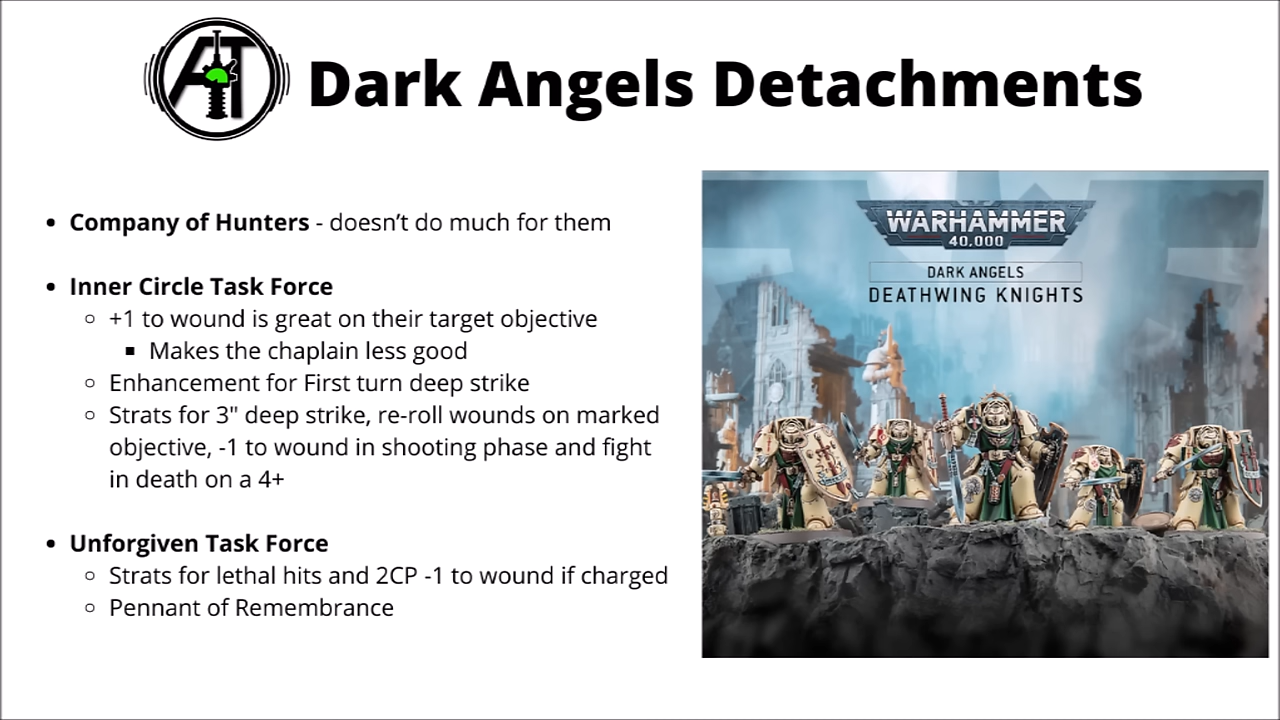 AT
Dark Angels Detachments
• Company of Hunters - doesn’t do much for them
• Inner Circle Task Force
○ +1 to wound is great on their target objective
▪ Makes the chaplain less good
○ Enhancement for First turn deep strike
○ Strats for 3" deep strike, re-roll wounds on marked
objective, -1 to wound in shooting phase and fight
in death on a 4+
• Unforgiven Task Force
○ Strats for lethal hits and 2CP -1 to wound if charged
○ Pennant of Remembrance
WARHAMMER
40,000
DARK ANGELS
DEATHWING KNIGHTS